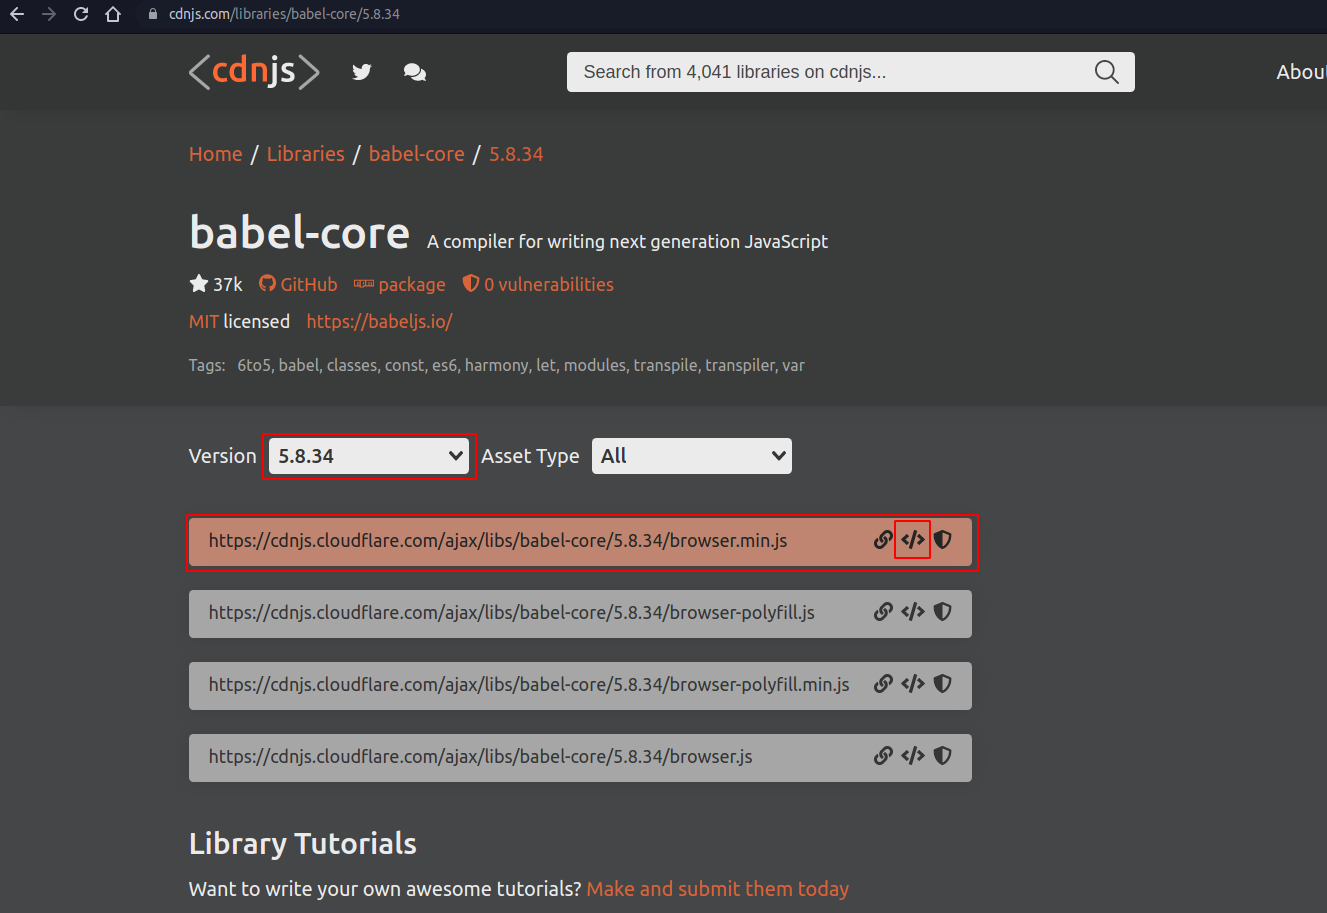 cdnjs.com/libraries/babel-core/5.8.34
<cdnjs> Search from 4,041 libraries on cdnjs... Abou
Home / Libraries / babel-core / 5.8.34
babel-core A compiler for writing next generation JavaScript
37k GitHub npm package 0 vulnerabilities
MIT licensed https://babeljs.io/
Tags: 6to5, babel, classes, const, es6, harmony, let, modules, transpile, transpiler, var
Version 5.8.34 Asset Type All
https://cdnjs.cloudflare.com/ajax/libs/babel-core/5.8.34/browser.min.js </>
https://cdnjs.cloudflare.com/ajax/libs/babel-core/5.8.34/browser-polyfill.js </>
https://cdnjs.cloudflare.com/ajax/libs/babel-core/5.8.34/browser-polyfill.min.js </>
https://cdnjs.cloudflare.com/ajax/libs/babel-core/5.8.34/browser.js </>
Library Tutorials
Want to write your own awesome tutorials? Make and submit them today